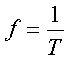 f = 1/T